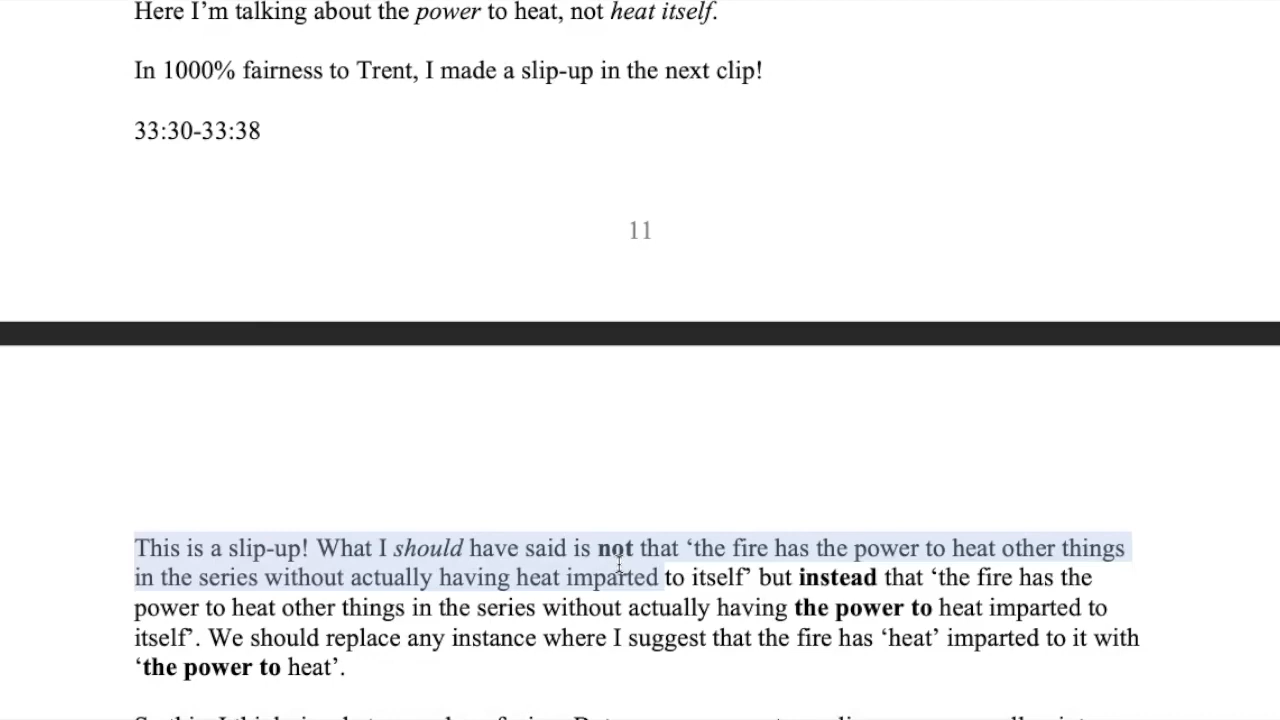 Here I’m talking about the power to heat, not heat itself.
In 1000% fairness to Trent, I made a slip-up in the next clip!
33:30-33:38
11
This is a slip-up! What I should have said is not that ‘the fire has the power to heat other things
in the series without actually having heat imparted to itself’ but instead that ‘the fire has the
power to heat other things in the series without actually having the power to heat imparted to
itself’. We should replace any instance where I suggest that the fire has ‘heat’ imparted to it with
‘the power to heat’.